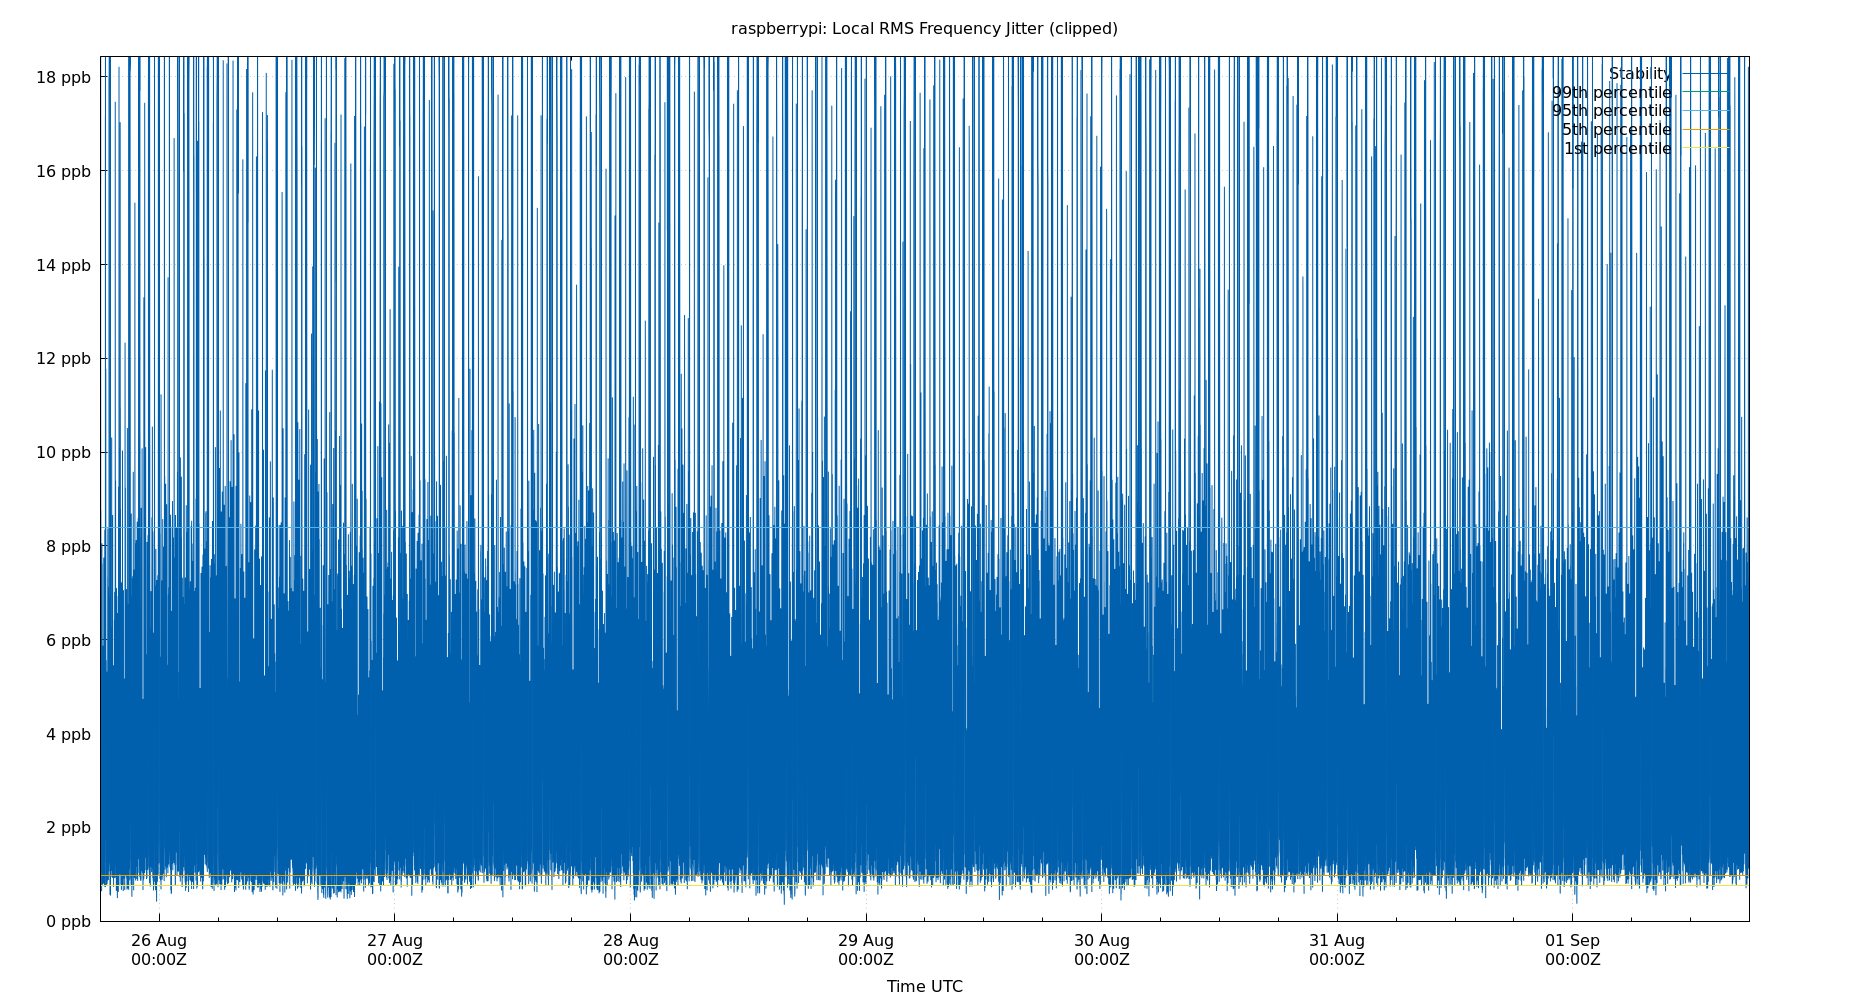 raspberrypi: Local RMS Frequency Jitter (clipped)
18 ppb
16 ppb
14 ppb
12 ppb
10 ppb
8 ppb
6 ppb
4 ppb
2 ppb
0 ppb
Stability
99th percentile
95th percentile
5th percentile
1st percentile
26 Aug 27 Aug 28 Aug 29 Aug 30 Aug 31 Aug 01 Sep
00:00Z 00:00Z 00:00Z 00:00Z 00:00Z 00:00Z 00:00Z
Time UTC